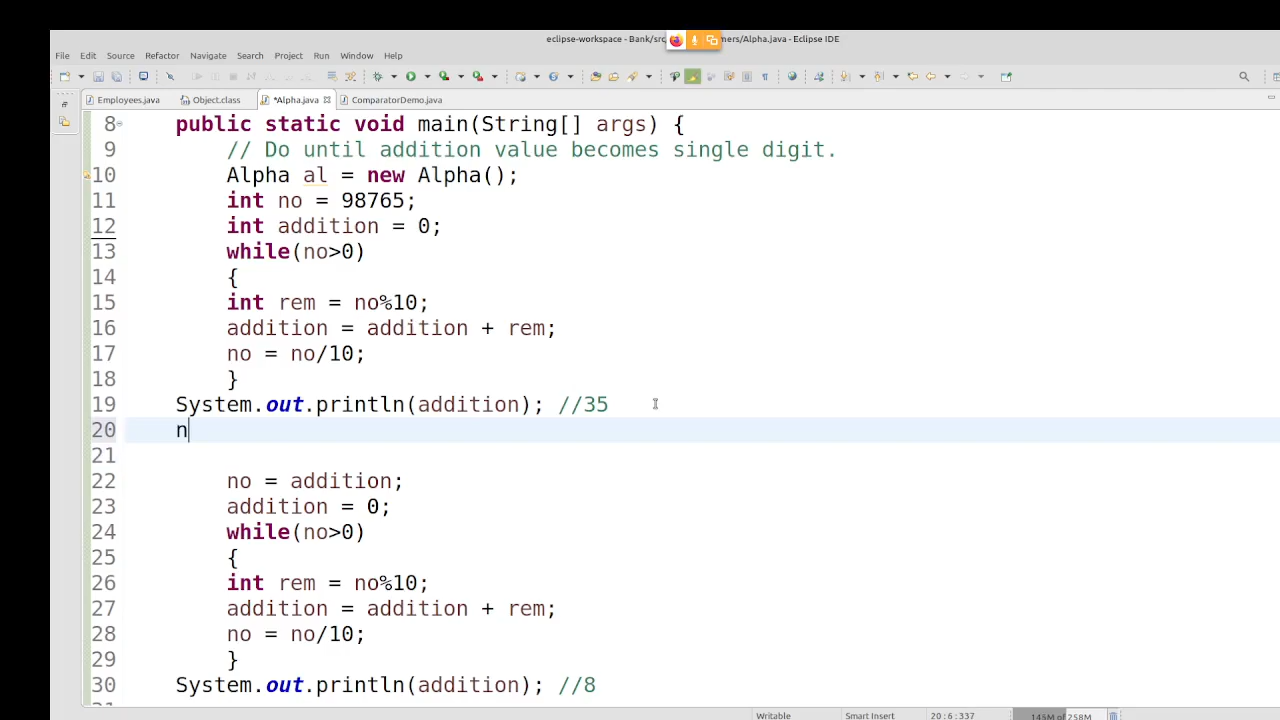 eclipse-workspace - Bank/src mers/Alpha.java - Eclipse IDE
File Edit Source Refactor Navigate Search Project Run Window Help
Employees.java Object.class *Alpha.java ComparatorDemo.java
8 public static void main(String[] args) {
9 // Do until addition value becomes single digit.
10 Alpha al = new Alpha();
11 int no = 98765;
12 int addition = 0;
13 while(no>0)
14 {
15 int rem = no%10;
16 addition = addition + rem;
17 no = no/10;
18 }
19 System.out.println(addition); //35
20 n
21
22 no = addition;
23 addition = 0;
24 while(no>0)
25 {
26 int rem = no%10;
27 addition = addition + rem;
28 no = no/10;
29 }
30 System.out.println(addition); //8
Writable Smart Insert 20:6:337 145M of 258M